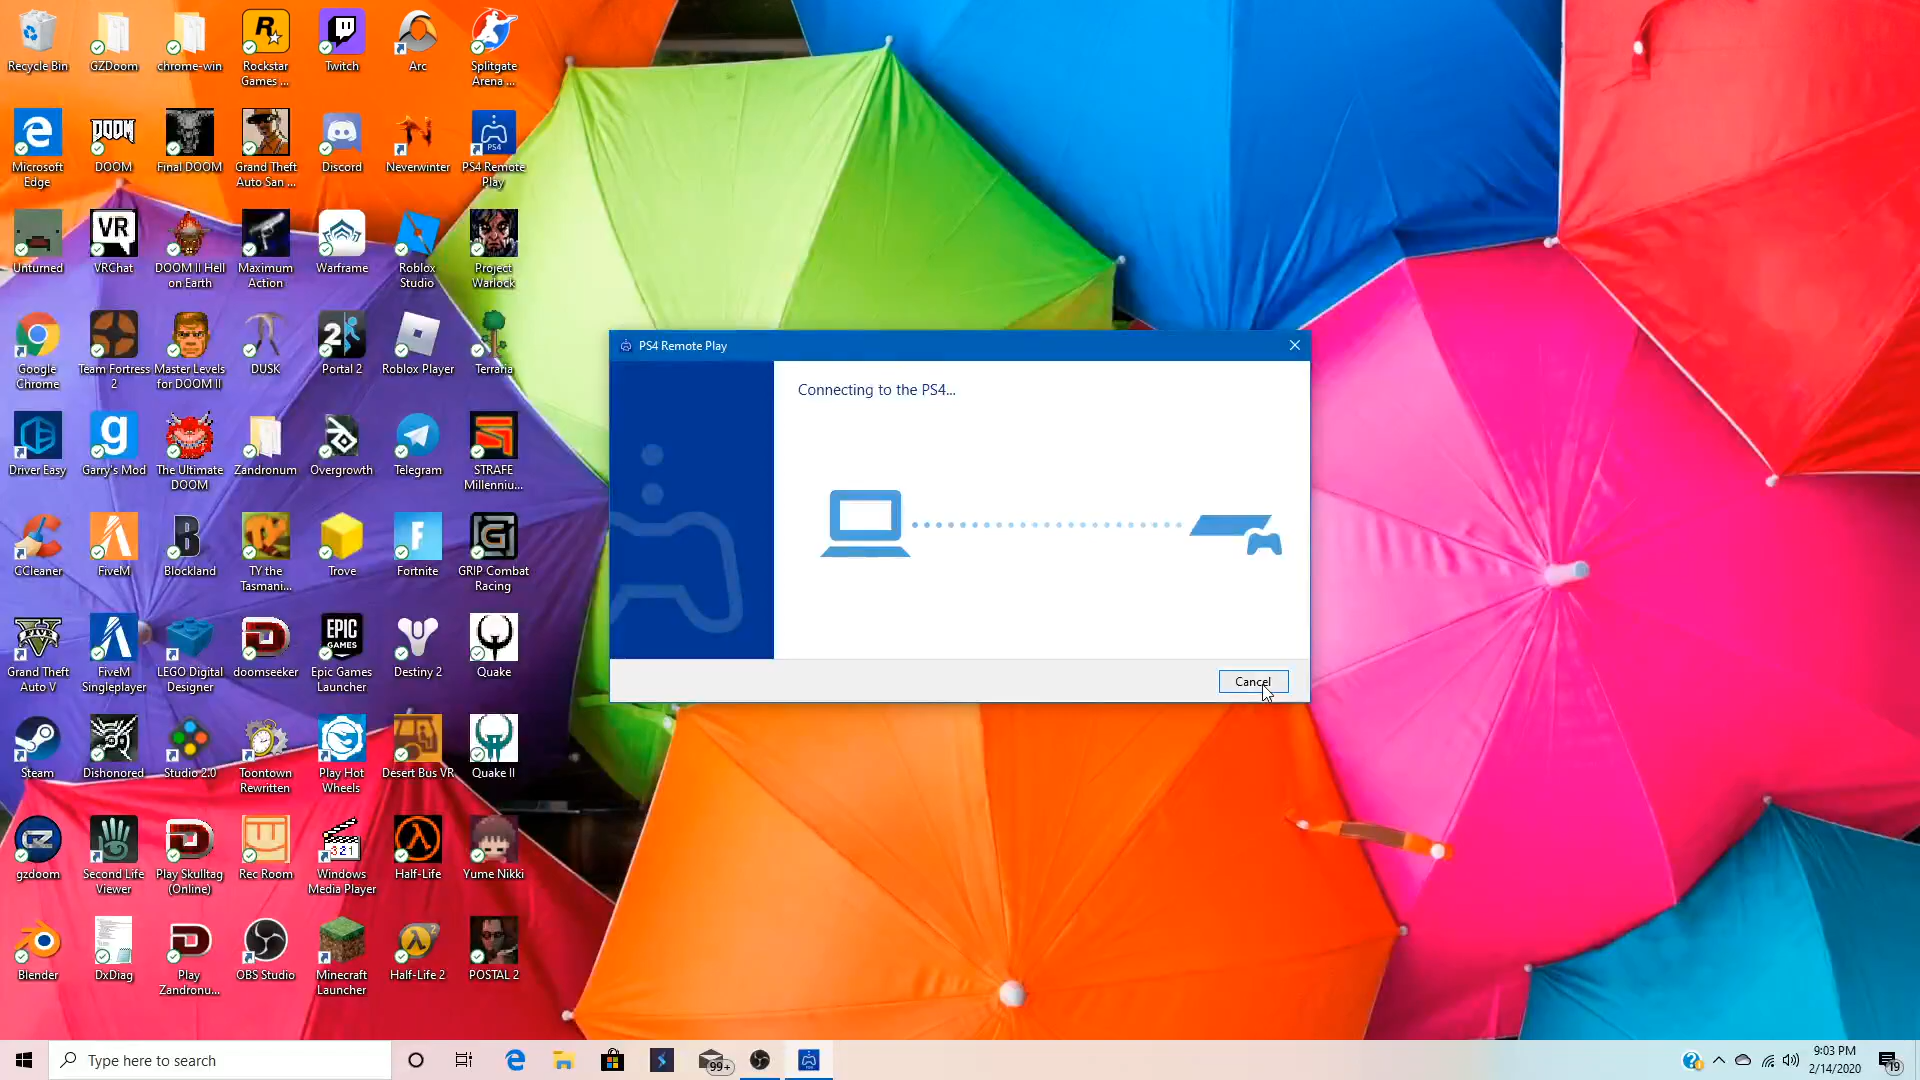 Recycle Bin
GZDoom
chrome-win
Rockstar
Games ...
Twitch
Arc
Splitgate
Arena ...
Microsoft
Edge
DOOM
Final DOOM
Grand Theft
Auto San ...
Discord
Neverwinter
PS4 Remote
Play
Unturned
VRChat
DOOM II Hell
on Earth
Maximum
Action
Warframe
Roblox
Studio
Project
Warlock
Google
Chrome
Team Fortress
2
Master Levels
for DOOM II
DUSK
Portal 2
Roblox Player
Terraria
Driver Easy
Garry's Mod
The Ultimate
DOOM
Zandronum
Overgrowth
Telegram
STRAFE
Millenniu...
CCleaner
FiveM
Blockland
TY the
Tasmani...
Trove
Fortnite
GRIP Combat
Racing
Grand Theft
Auto V
FiveM
Singleplayer
LEGO Digital
Designer
doomseeker
Epic Games
Launcher
Destiny 2
Quake
Steam
Dishonored
Studio 2.0
Toontown
Rewritten
Play Hot
Wheels
Desert Bus VR
Quake II
gzdoom
Second Life
Viewer
Play Skulltag
(Online)
Rec Room
Windows
Media Player
Half-Life
Yume Nikki
Blender
DxDiag
Play
Zandronu...
OBS Studio
Minecraft
Launcher
Half-Life 2
POSTAL 2
PS4 Remote Play
Connecting to the PS4...
Cancel
Type here to search
99+
9:03 PM
2/14/2020
19